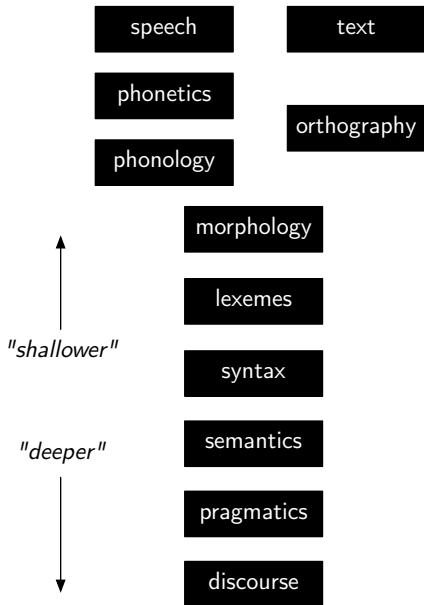 speech
text
phonetics
orthography
phonology
morphology
lexemes
"shallower"
syntax
semantics
"deeper"
pragmatics
discourse